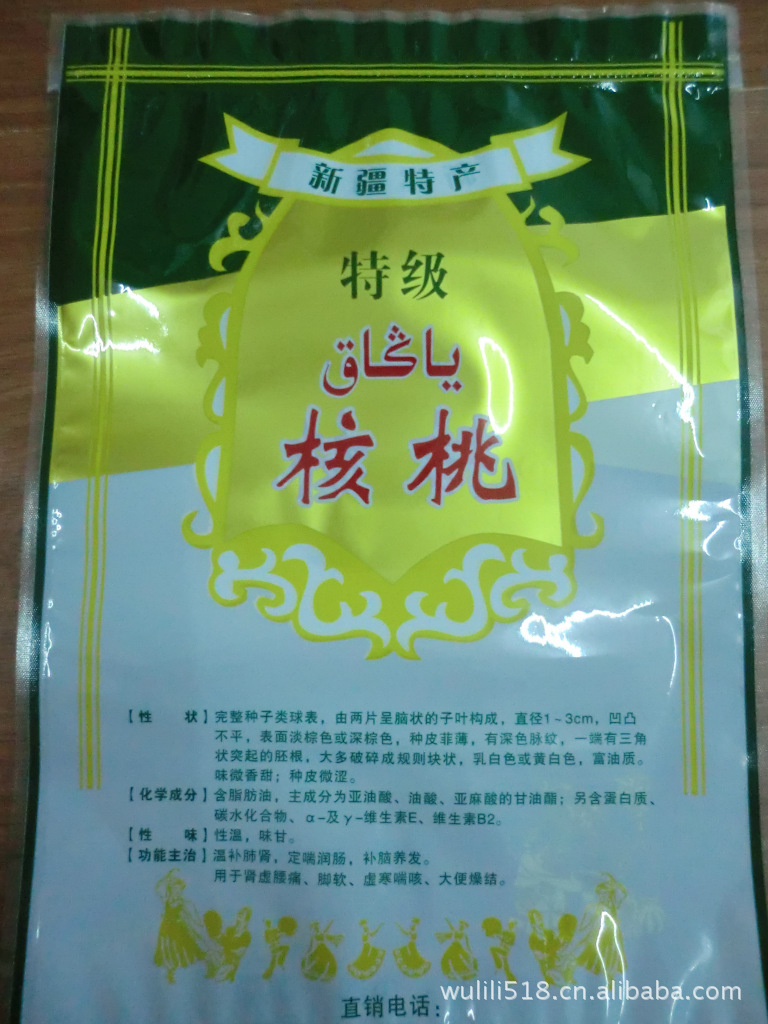 新疆特产
特级
ياڭاق
核桃
【性　状】完整种子类球表，由两片呈脑状的子叶构成，直径1~3cm，凹凸
不平，表面淡棕色或深棕色，种皮菲薄，有深色脉纹，一端有三角
状突起的胚根，大多破碎成规则块状，乳白色或黄白色，富油质。
味微香甜；种皮微涩。
【化学成分】含脂肪油，主成分为亚油酸、油酸、亚麻酸的甘油酯；另含蛋白质、
碳水化合物、α-及γ-维生素E、维生素B2。
【性　味】性温，味甘。
【功能主治】温补肺肾，定喘润肠，补脑养发。
用于肾虚腰痛、脚软、虚寒喘咳、大便燥结。
直销电话：
wulili518.cn.alibaba.com